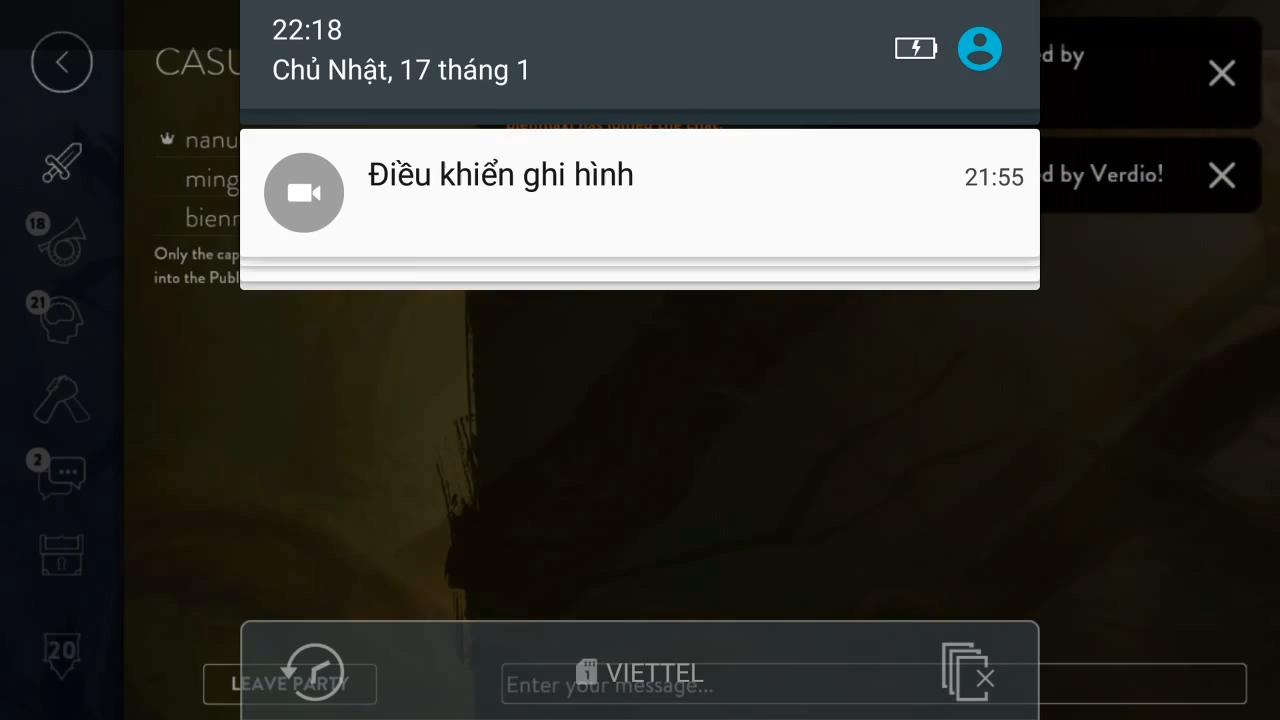 22:18
Chủ Nhật, 17 tháng 1
CASU
d by
nanu
Điều khiển ghi hình
21:55
d by Verdio!
ming
bienn
18
Only the cap
into the Publ
21
2
20
LEAVE PARTY
1
VIETTEL
Enter your message...